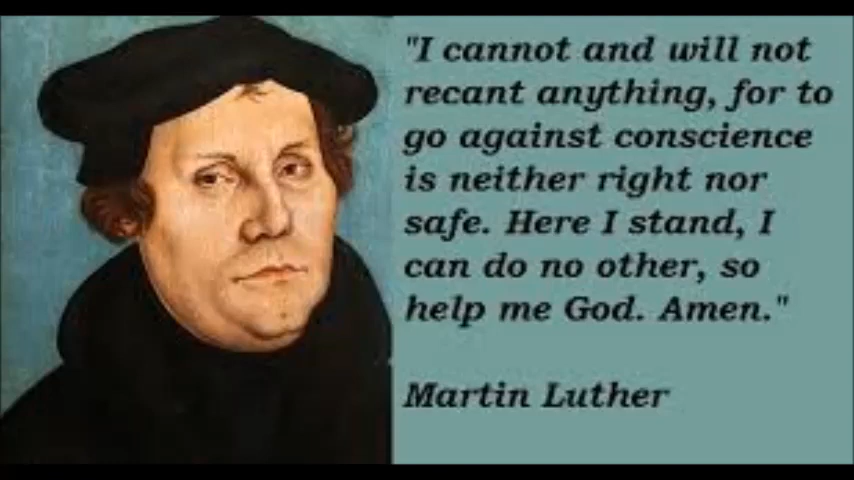 "I cannot and will not
recant anything, for to
go against conscience
is neither right nor
safe. Here I stand, I
can do no other, so
help me God. Amen."
Martin Luther